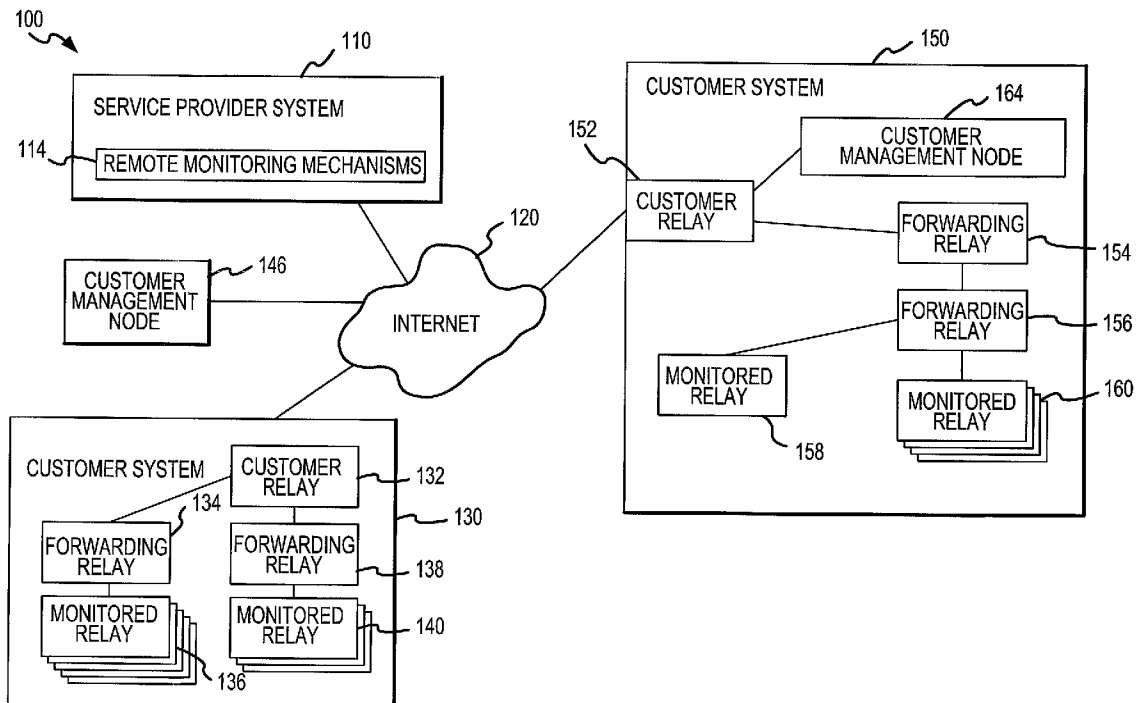 100
110
SERVICE PROVIDER SYSTEM
114
REMOTE MONITORING MECHANISMS
146
CUSTOMER
MANAGEMENT
NODE
120
INTERNET
150
CUSTOMER SYSTEM
164
CUSTOMER
MANAGEMENT NODE
152
CUSTOMER
RELAY
FORWARDING
RELAY
154
FORWARDING
RELAY
156
MONITORED
RELAY
158
MONITORED
RELAY
160
CUSTOMER SYSTEM
130
CUSTOMER
RELAY
132
134
FORWARDING
RELAY
FORWARDING
RELAY
138
MONITORED
RELAY
136
MONITORED
RELAY
140